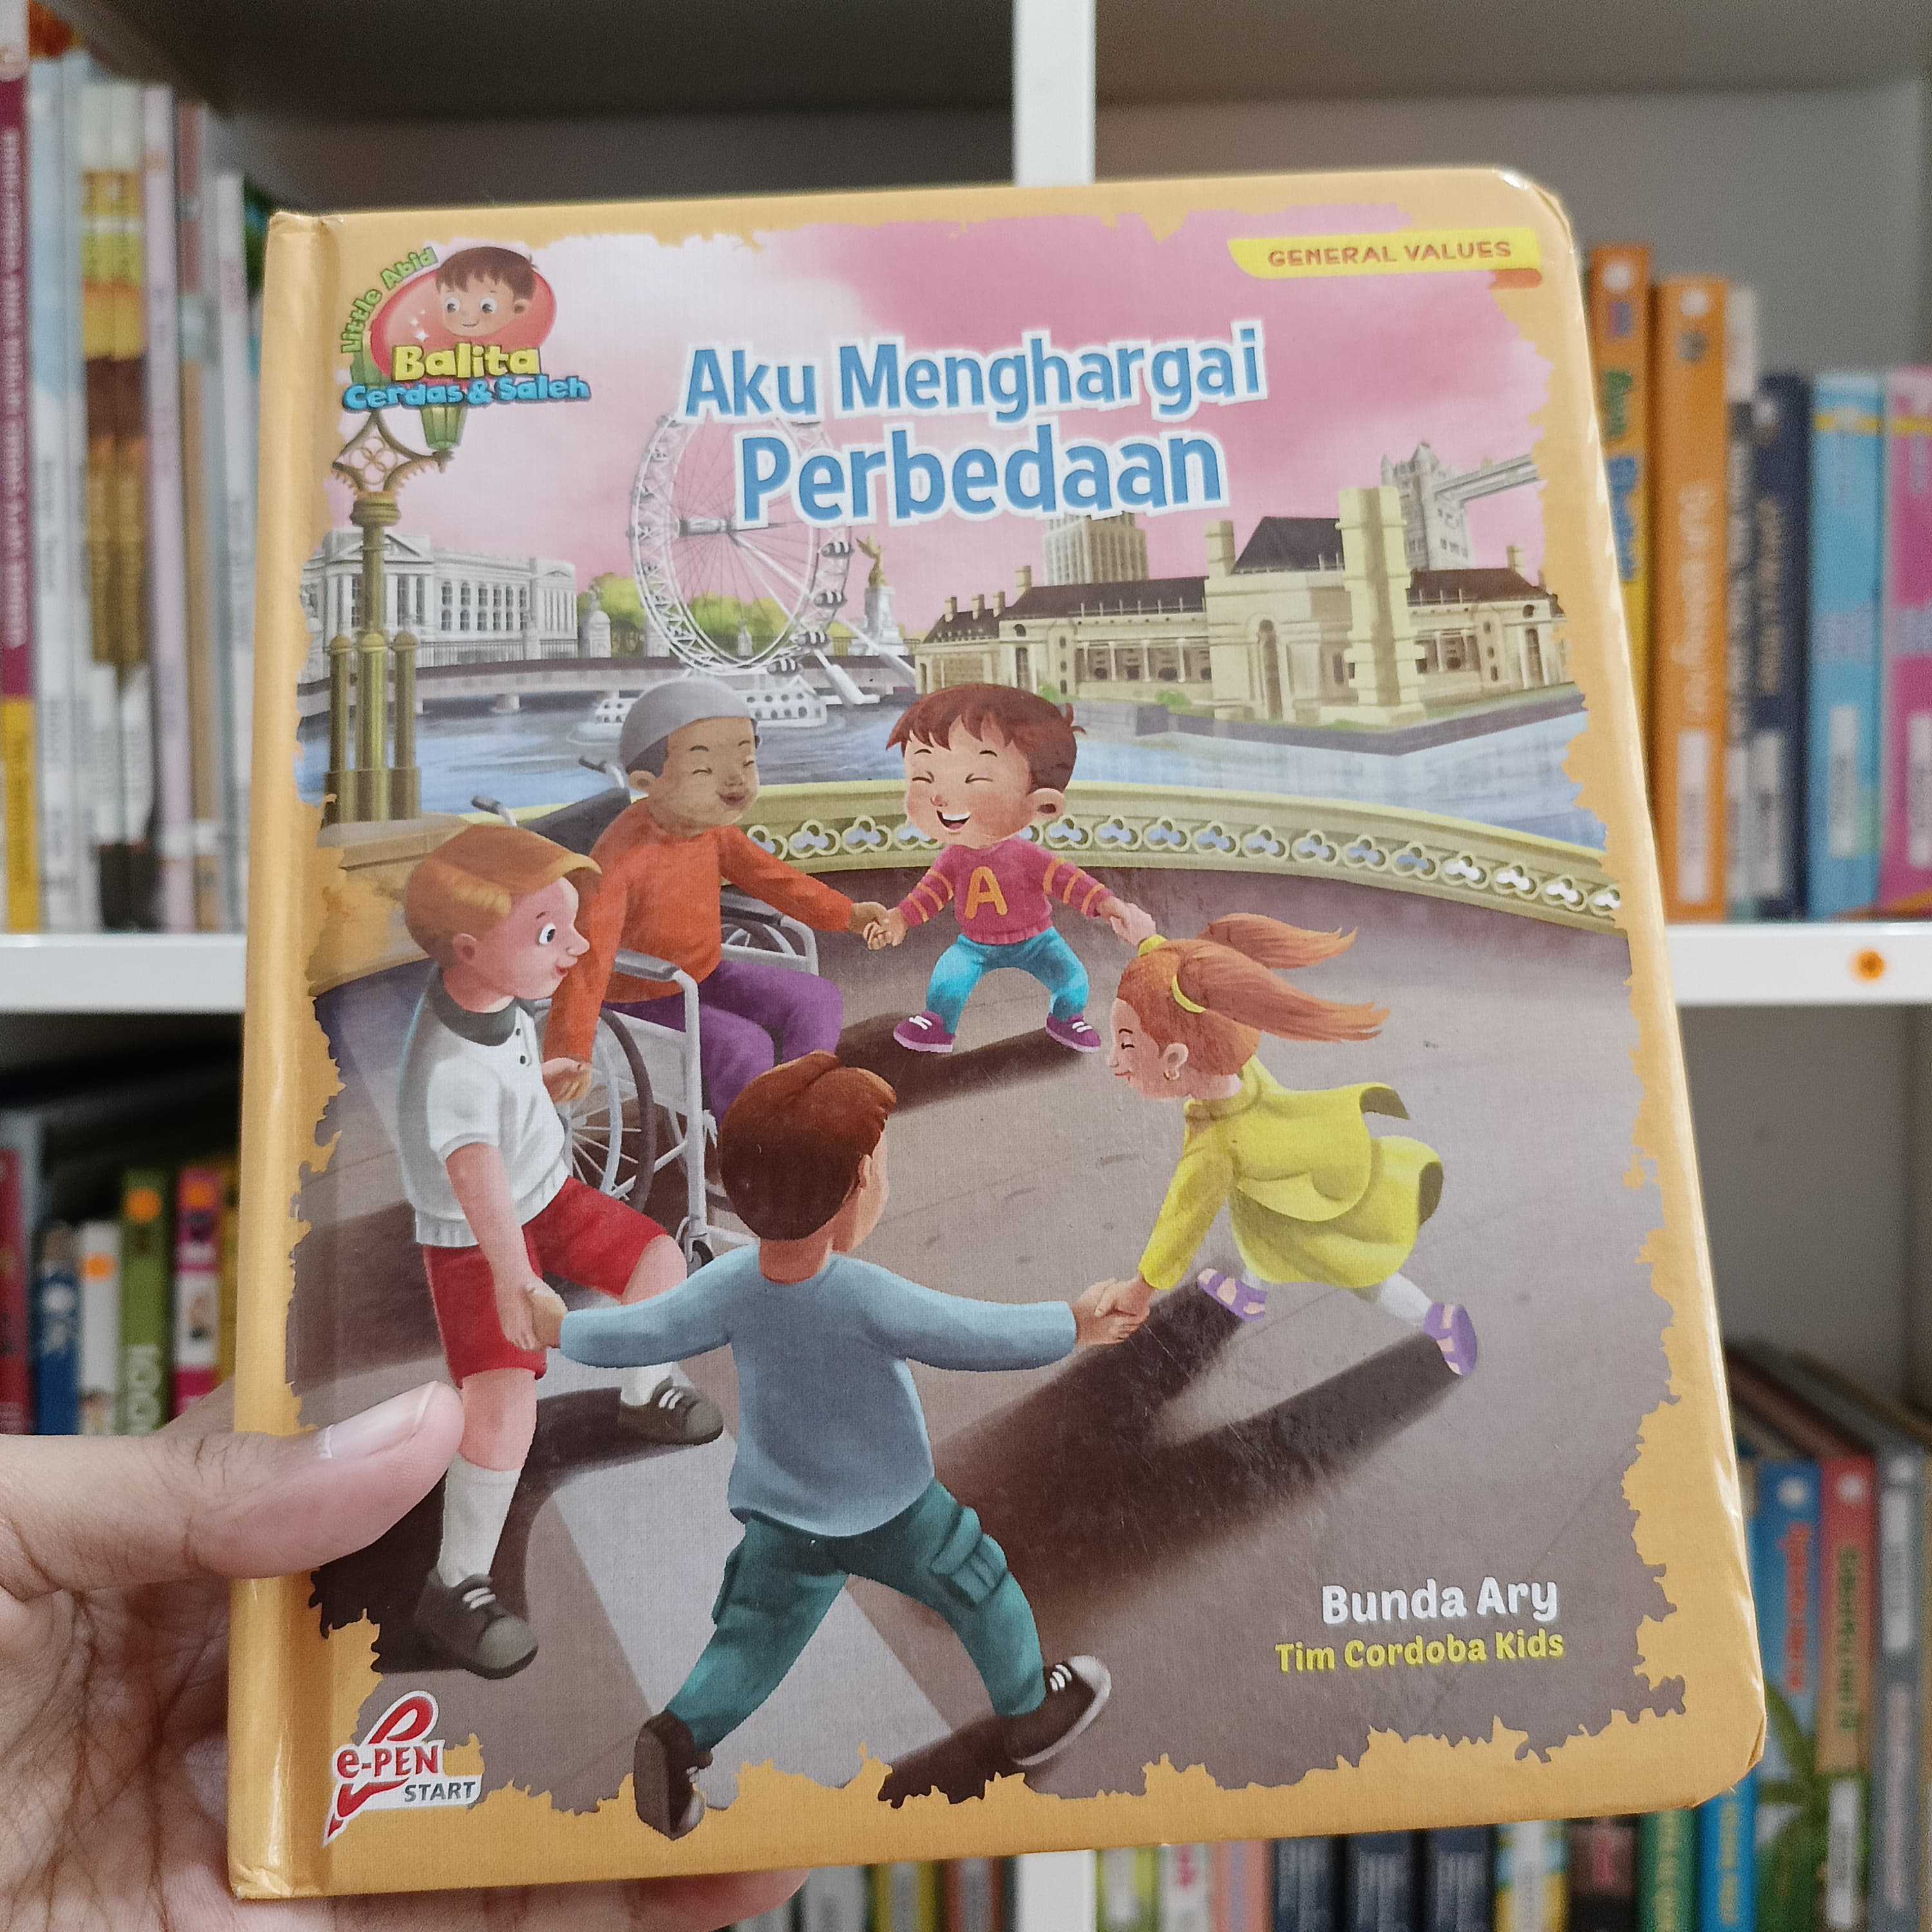 Little Abid
Balita
Cerdas & Saleh
GENERAL VALUES
Aku Menghargai
Perbedaan
A
Bunda Ary
Tim Cordoba Kids
e-PEN
START